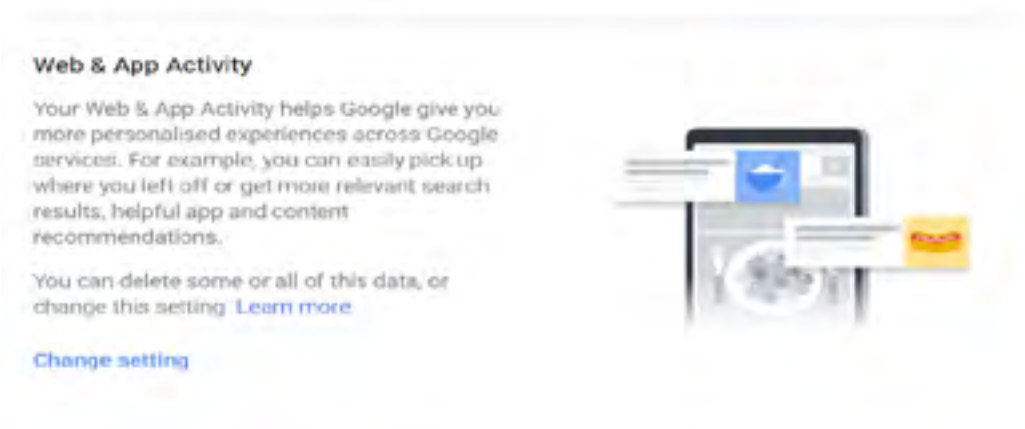 Web & App Activity
Your Web & App Activity helps Google give you
more personalised experiences across Google
services. For example, you can easily pick up
where you left off or get more relevant search
results, helpful app and content
recommendations.
You can delete some or all of this data, or
change this setting. Learn more
Change setting